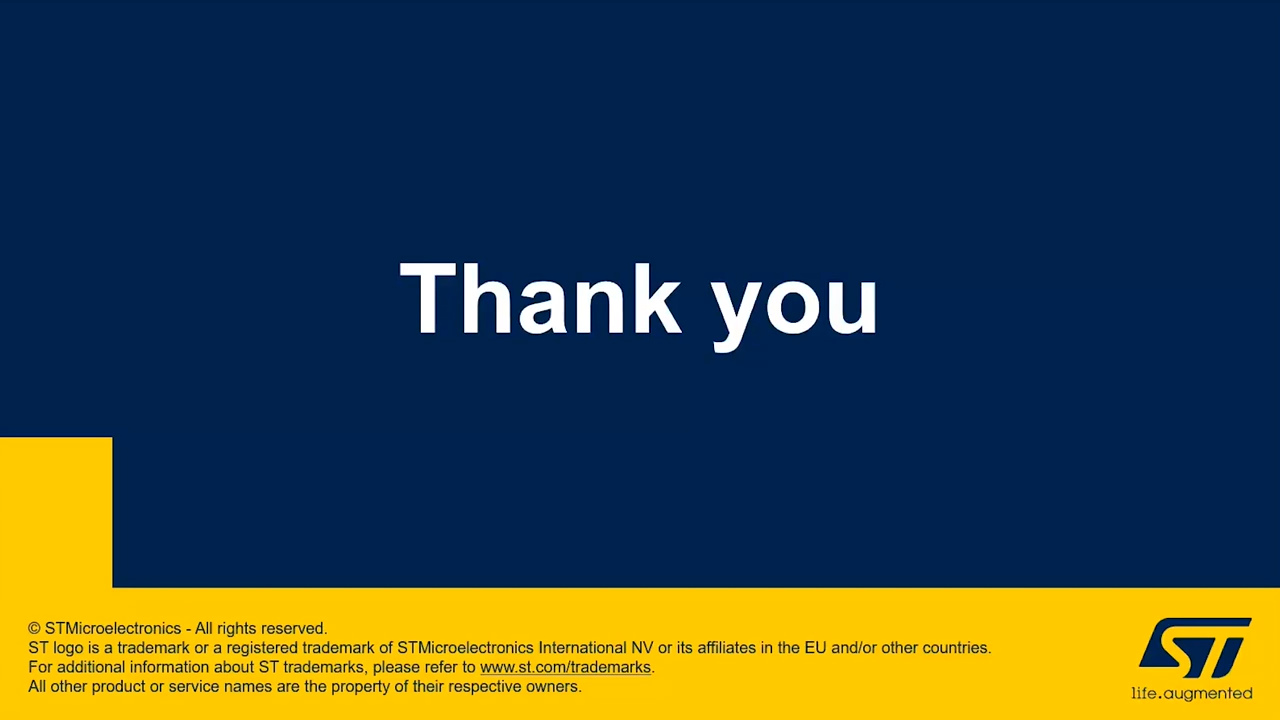 Thank you
© STMicroelectronics - All rights reserved.
ST logo is a trademark or a registered trademark of STMicroelectronics International NV or its affiliates in the EU and/or other countries.
For additional information about ST trademarks, please refer to www.st.com/trademarks.
All other product or service names are the property of their respective owners.
ST
life.augmented